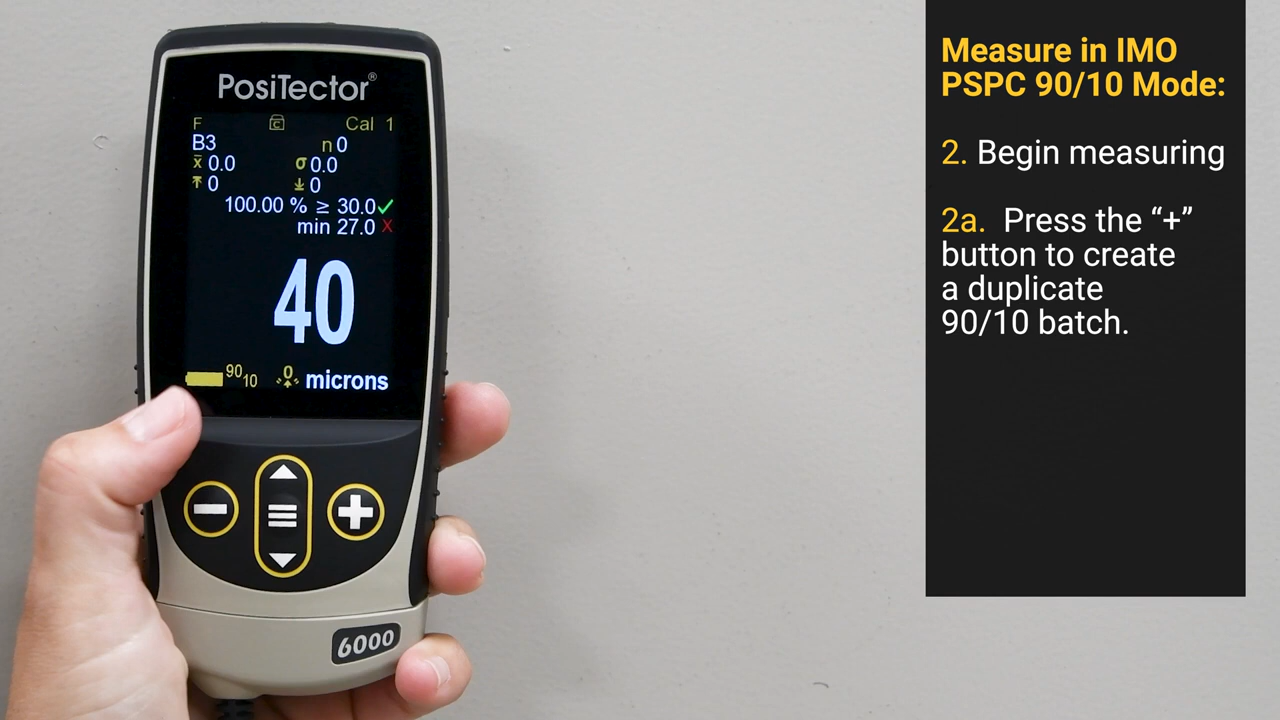 PosiTector®
F C Cal 1
B3 n 0
x̄ 0.0 σ 0.0
0 0
100.00 % ≥ 30.0 ✓
min 27.0 X
40
90 10 0 microns
6000
Measure in IMO
PSPC 90/10 Mode:
2. Begin measuring
2a. Press the “+”
button to create
a duplicate
90/10 batch.